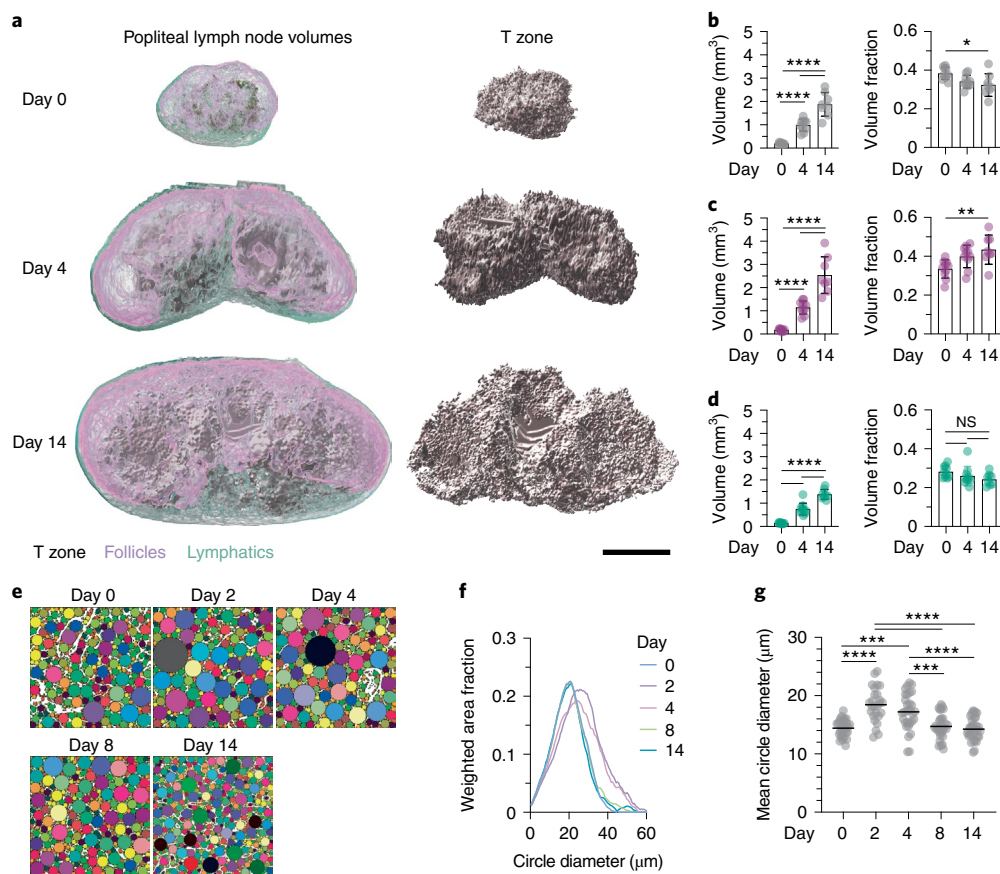 a
Popliteal lymph node volumes
T zone
Day 0
Day 4
Day 14
T zone Follicles Lymphatics
b
Volume (mm3)
5
4
3
2
1
0
****
****
Day 0 4 14
Volume fraction
0.6
0.4
0.2
0
*
Day 0 4 14
c
Volume (mm3)
5
4
3
2
1
0
****
****
Day 0 4 14
Volume fraction
0.6
0.4
0.2
0
**
Day 0 4 14
d
Volume (mm3)
5
4
3
2
1
0
****
Day 0 4 14
Volume fraction
0.6
0.4
0.2
0
NS
Day 0 4 14
e
Day 0 Day 2 Day 4
Day 8 Day 14
f
Weighted area fraction
0.3
0.2
0.1
0
0 20 40 60
Circle diameter (μm)
Day
0
2
4
8
14
g
Mean circle diameter (μm)
30
20
10
0
****
***
****
****
***
Day 0 2 4 8 14